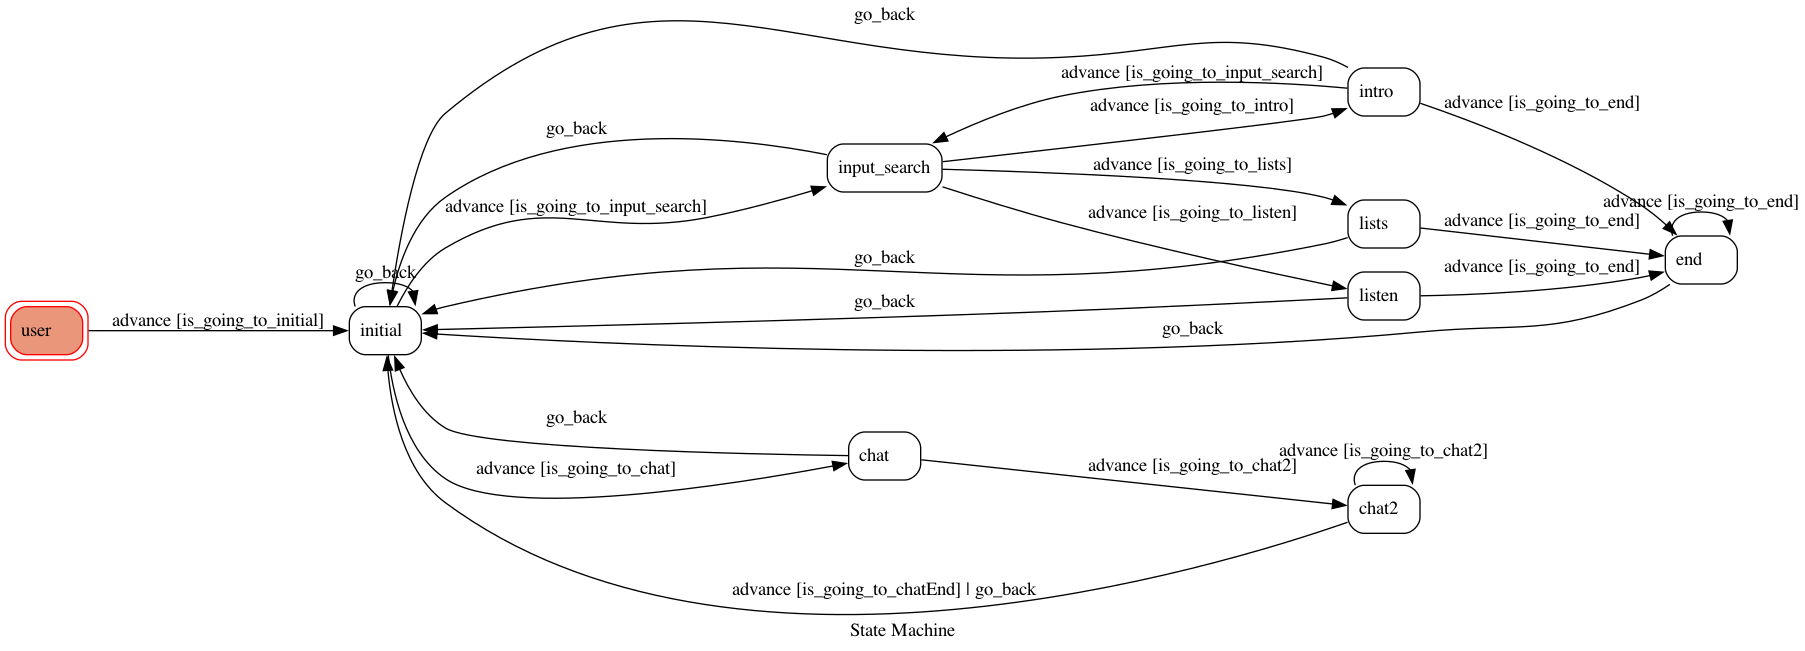 go_back
advance [is_going_to_input_search]
intro
advance [is_going_to_intro]
advance [is_going_to_end]
go_back
input_search
advance [is_going_to_lists]
advance [is_going_to_input_search]
advance [is_going_to_listen]
lists
advance [is_going_to_end]
advance [is_going_to_end]
go_back
go_back
end
advance [is_going_to_end]
listen
go_back
user
advance [is_going_to_initial]
initial
go_back
go_back
chat
advance [is_going_to_chat]
advance [is_going_to_chat2]
advance [is_going_to_chat2]
chat2
advance [is_going_to_chatEnd] | go_back
State Machine